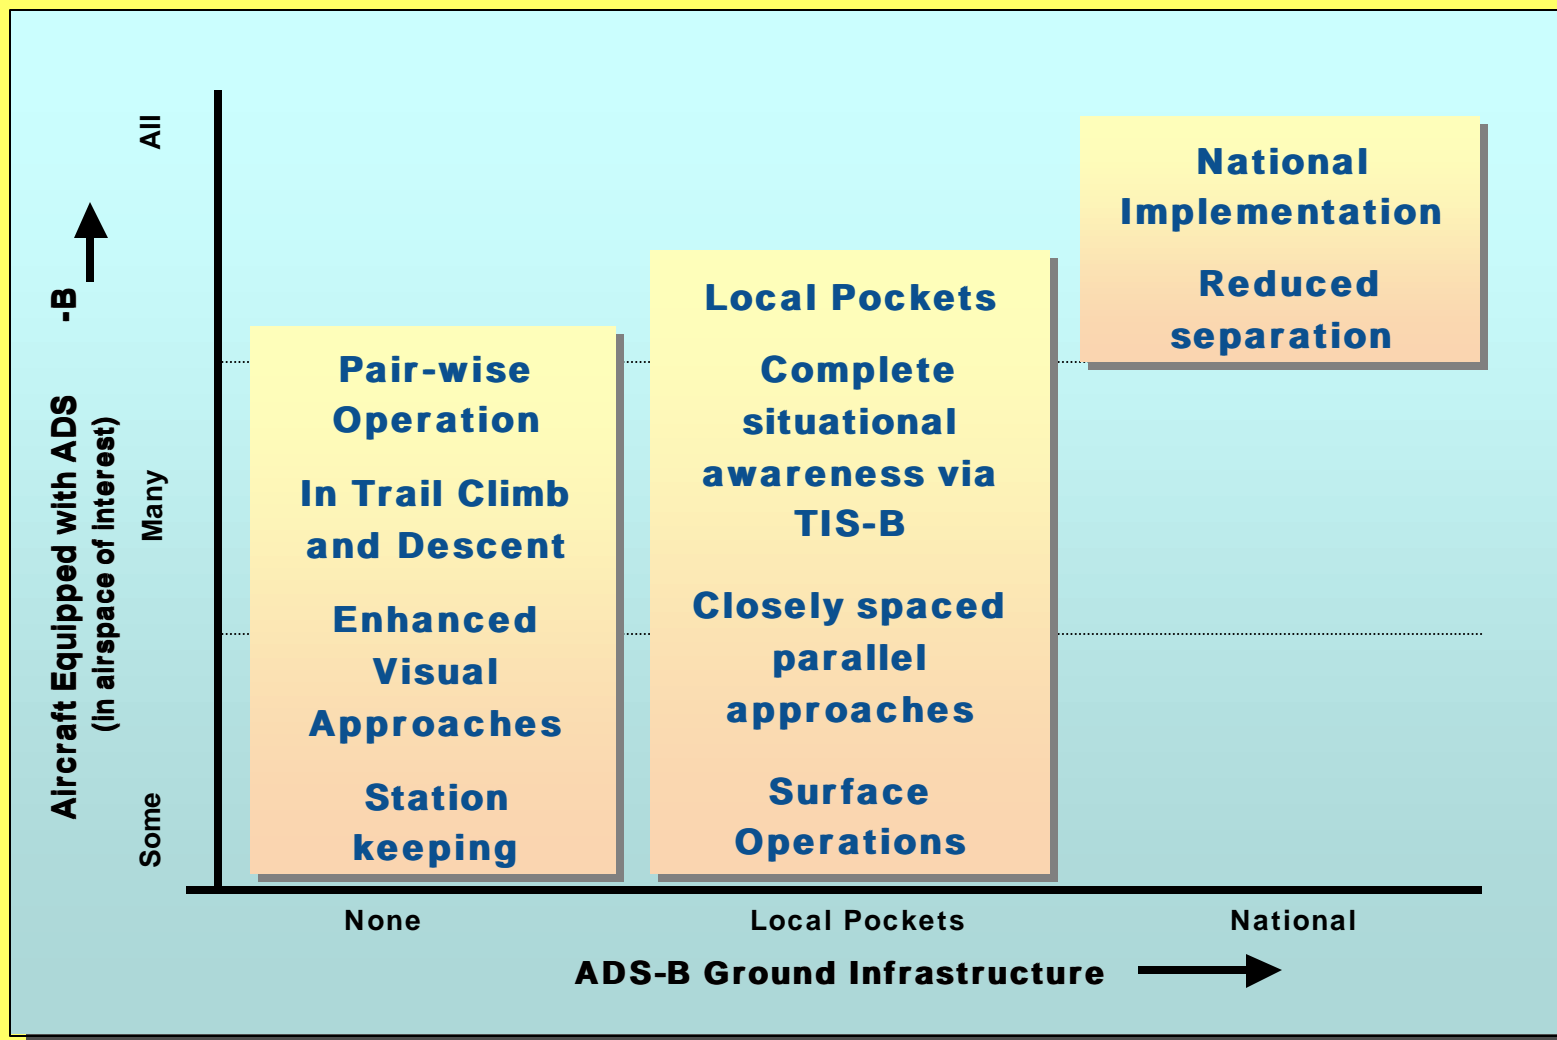 All
Many
Some
Aircraft Equipped with ADS -B
(in airspace of interest)
Pair-wise
Operation
In Trail Climb
and Descent
Enhanced
Visual
Approaches
Station
keeping
Local Pockets
Complete
situational
awareness via
TIS-B
Closely spaced
parallel
approaches
Surface
Operations
National
Implementation
Reduced
separation
None
Local Pockets
National
ADS-B Ground Infrastructure